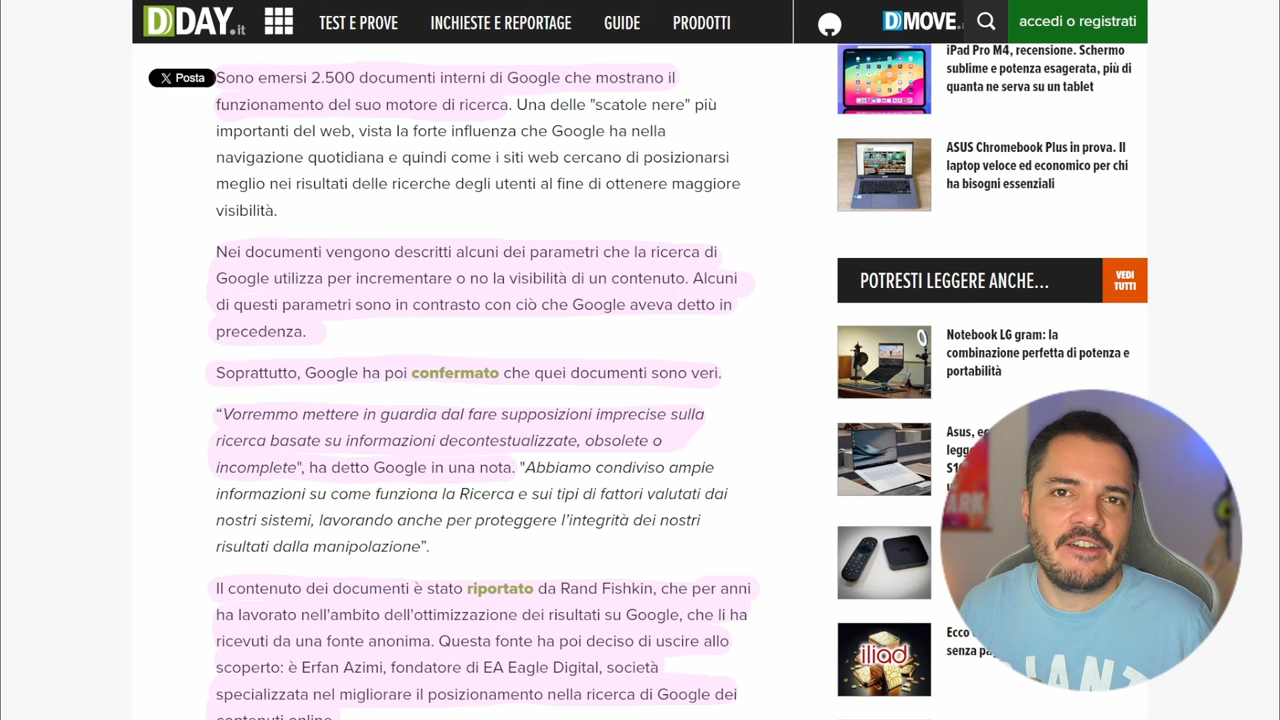 DDAY.it
TEST E PROVE
INCHIESTE E REPORTAGE
GUIDE
PRODOTTI
DMOVE.
accedi o registrati
Posta
Sono emersi 2.500 documenti interni di Google che mostrano il
funzionamento del suo motore di ricerca. Una delle "scatole nere" più
importanti del web, vista la forte influenza che Google ha nella
navigazione su internet e come i siti web cercano di posizionarsi
meglio nei risultati delle ricerche degli utenti al fine di ottenere maggiore
visibilità.
Nei documenti vengono descritti alcuni dei parametri che la ricerca di
Google utilizza per incrementare o no la visibilità di un contenuto. Alcuni
di questi parametri sono in contrasto con ciò che Google aveva detto in
precedenza.
Soprattutto, Google ha poi confermato che quei documenti sono veri.
“Vorremmo mettere in guardia dal fare supposizioni imprecise sulla
ricerca basate su informazioni decontestualizzate, obsolete o
incomplete", ha detto Google in una nota. "Abbiamo condiviso ampie
informazioni su come funziona la Ricerca e sui tipi di fattori valutati dai
nostri sistemi, lavorando anche per proteggere l’integrità dei nostri
risultati dalla manipolazione”.
Il contenuto dei documenti è stato riportato da Rand Fishkin, che per anni
ha lavorato nell'ambito dell'ottimizzazione dei risultati su Google, che li ha
ricevuti da una fonte anonima. Questa fonte ha poi deciso di uscire allo
scoperto: è Erfan Azimi, fondatore di EA Eagle Digital, società
specializzata nel migliorare il posizionamento nella ricerca Google dei
contenuti online.
iPad Pro M4, recensione. Schermo
sublime e potenza esagerata, più di
quanta ne serva su un tablet
ASUS Chromebook Plus in prova. Il
laptop veloce ed economico per chi
ha bisogni essenziali
POTRESTI LEGGERE ANCHE...
VEDI
TUTTI
Notebook LG gram: la
combinazione perfetta di potenza e
portabilità
Asus, ec
legg
S1
Ecco
senza pa
iliad
ARK
GIANT